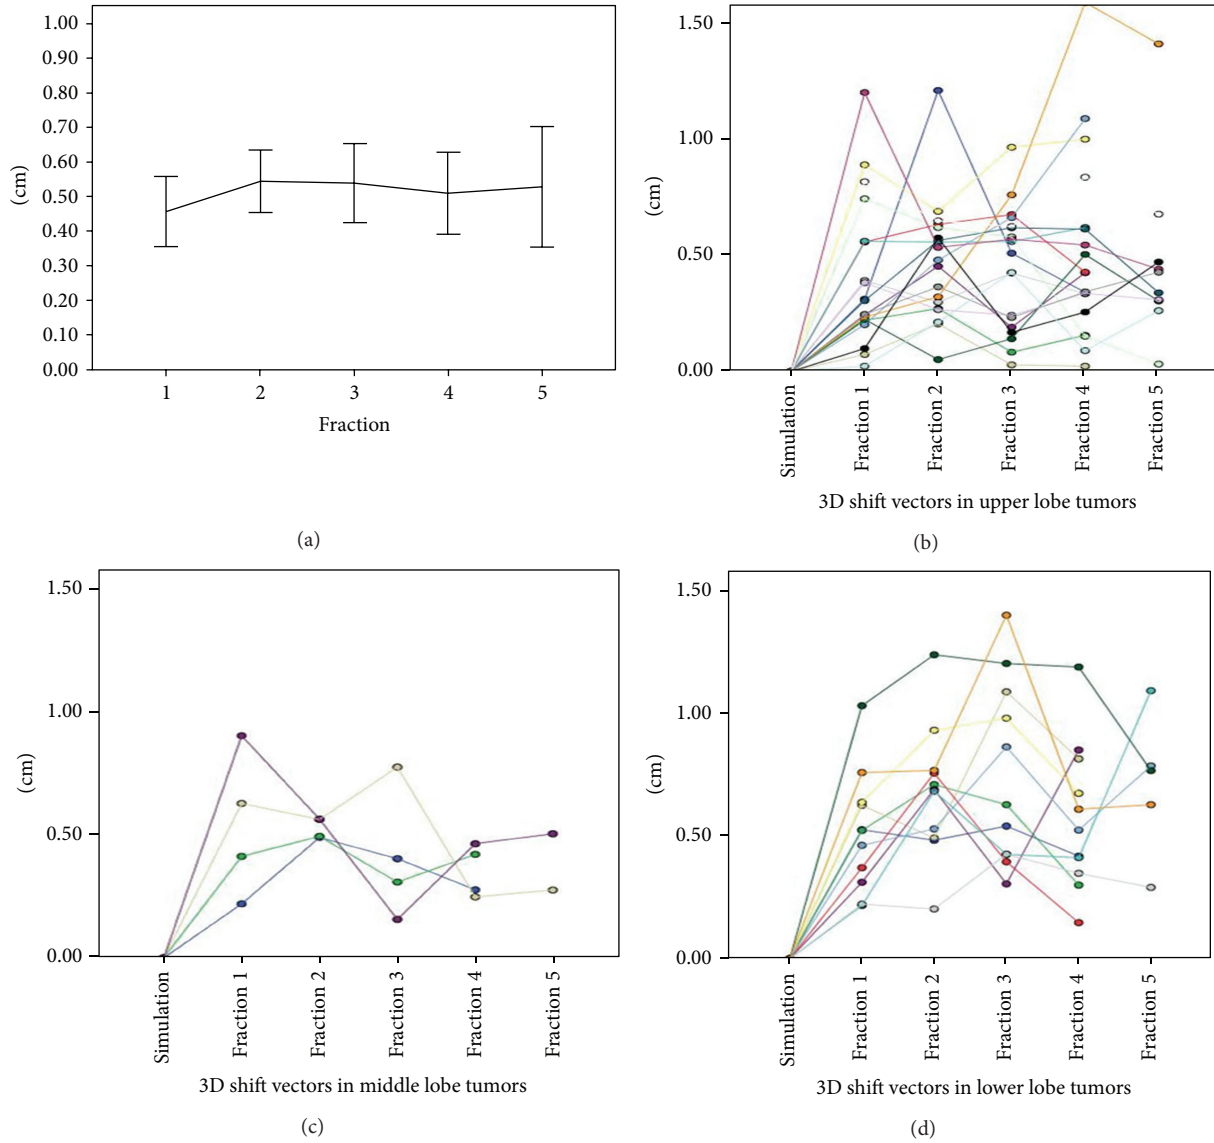 1.00
0.90
0.80
0.70
0.60
0.50
0.40
0.30
0.20
0.10
0.00
(cm)
1 2 3 4 5
Fraction
(a)
1.50
1.00
0.50
0.00
(cm)
Simulation
Fraction 1
Fraction 2
Fraction 3
Fraction 4
Fraction 5
3D shift vectors in upper lobe tumors
(b)
1.50
1.00
0.50
0.00
(cm)
Simulation
Fraction 1
Fraction 2
Fraction 3
Fraction 4
Fraction 5
3D shift vectors in middle lobe tumors
(c)
1.50
1.00
0.50
0.00
(cm)
Simulation
Fraction 1
Fraction 2
Fraction 3
Fraction 4
Fraction 5
3D shift vectors in lower lobe tumors
(d)